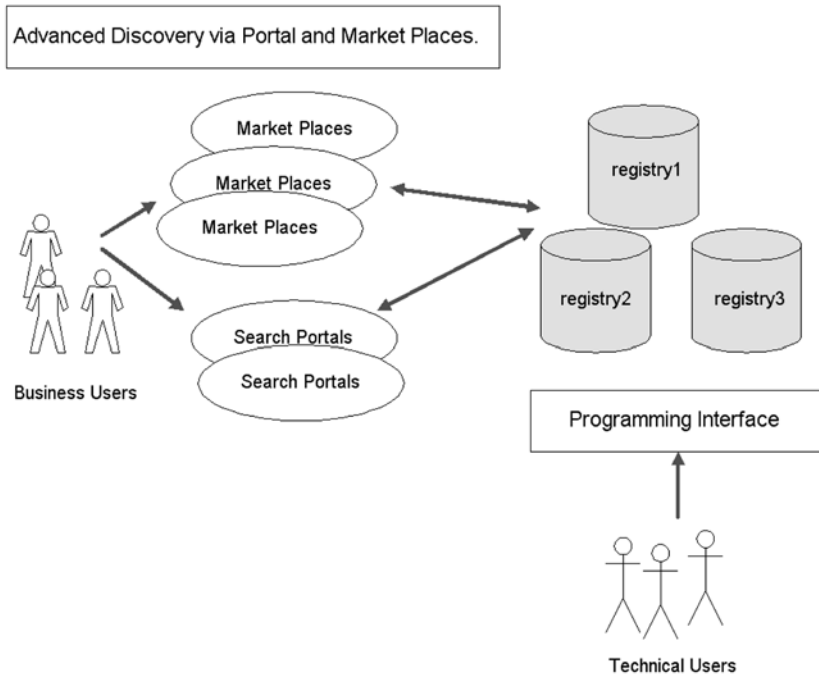 Advanced Discovery via Portal and Market Places.
Market Places
Market Places
Market Places
registry1
registry2
registry3
Search Portals
Search Portals
Business Users
Programming Interface
Technical Users